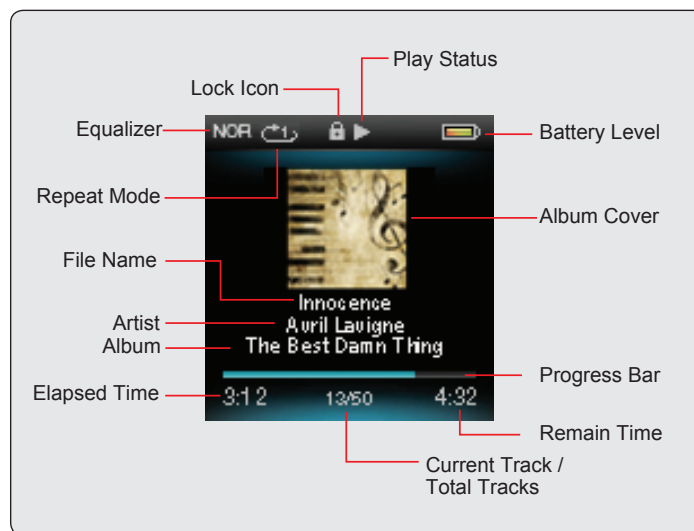 Play Status
Lock Icon
Equalizer
NOR
1
Battery Level
Repeat Mode
Album Cover
File Name
Innocence
Artist
Avril Lavigne
Album
The Best Damn Thing
Progress Bar
Elapsed Time
3:12
13/50
4:32
Remain Time
Current Track /
Total Tracks